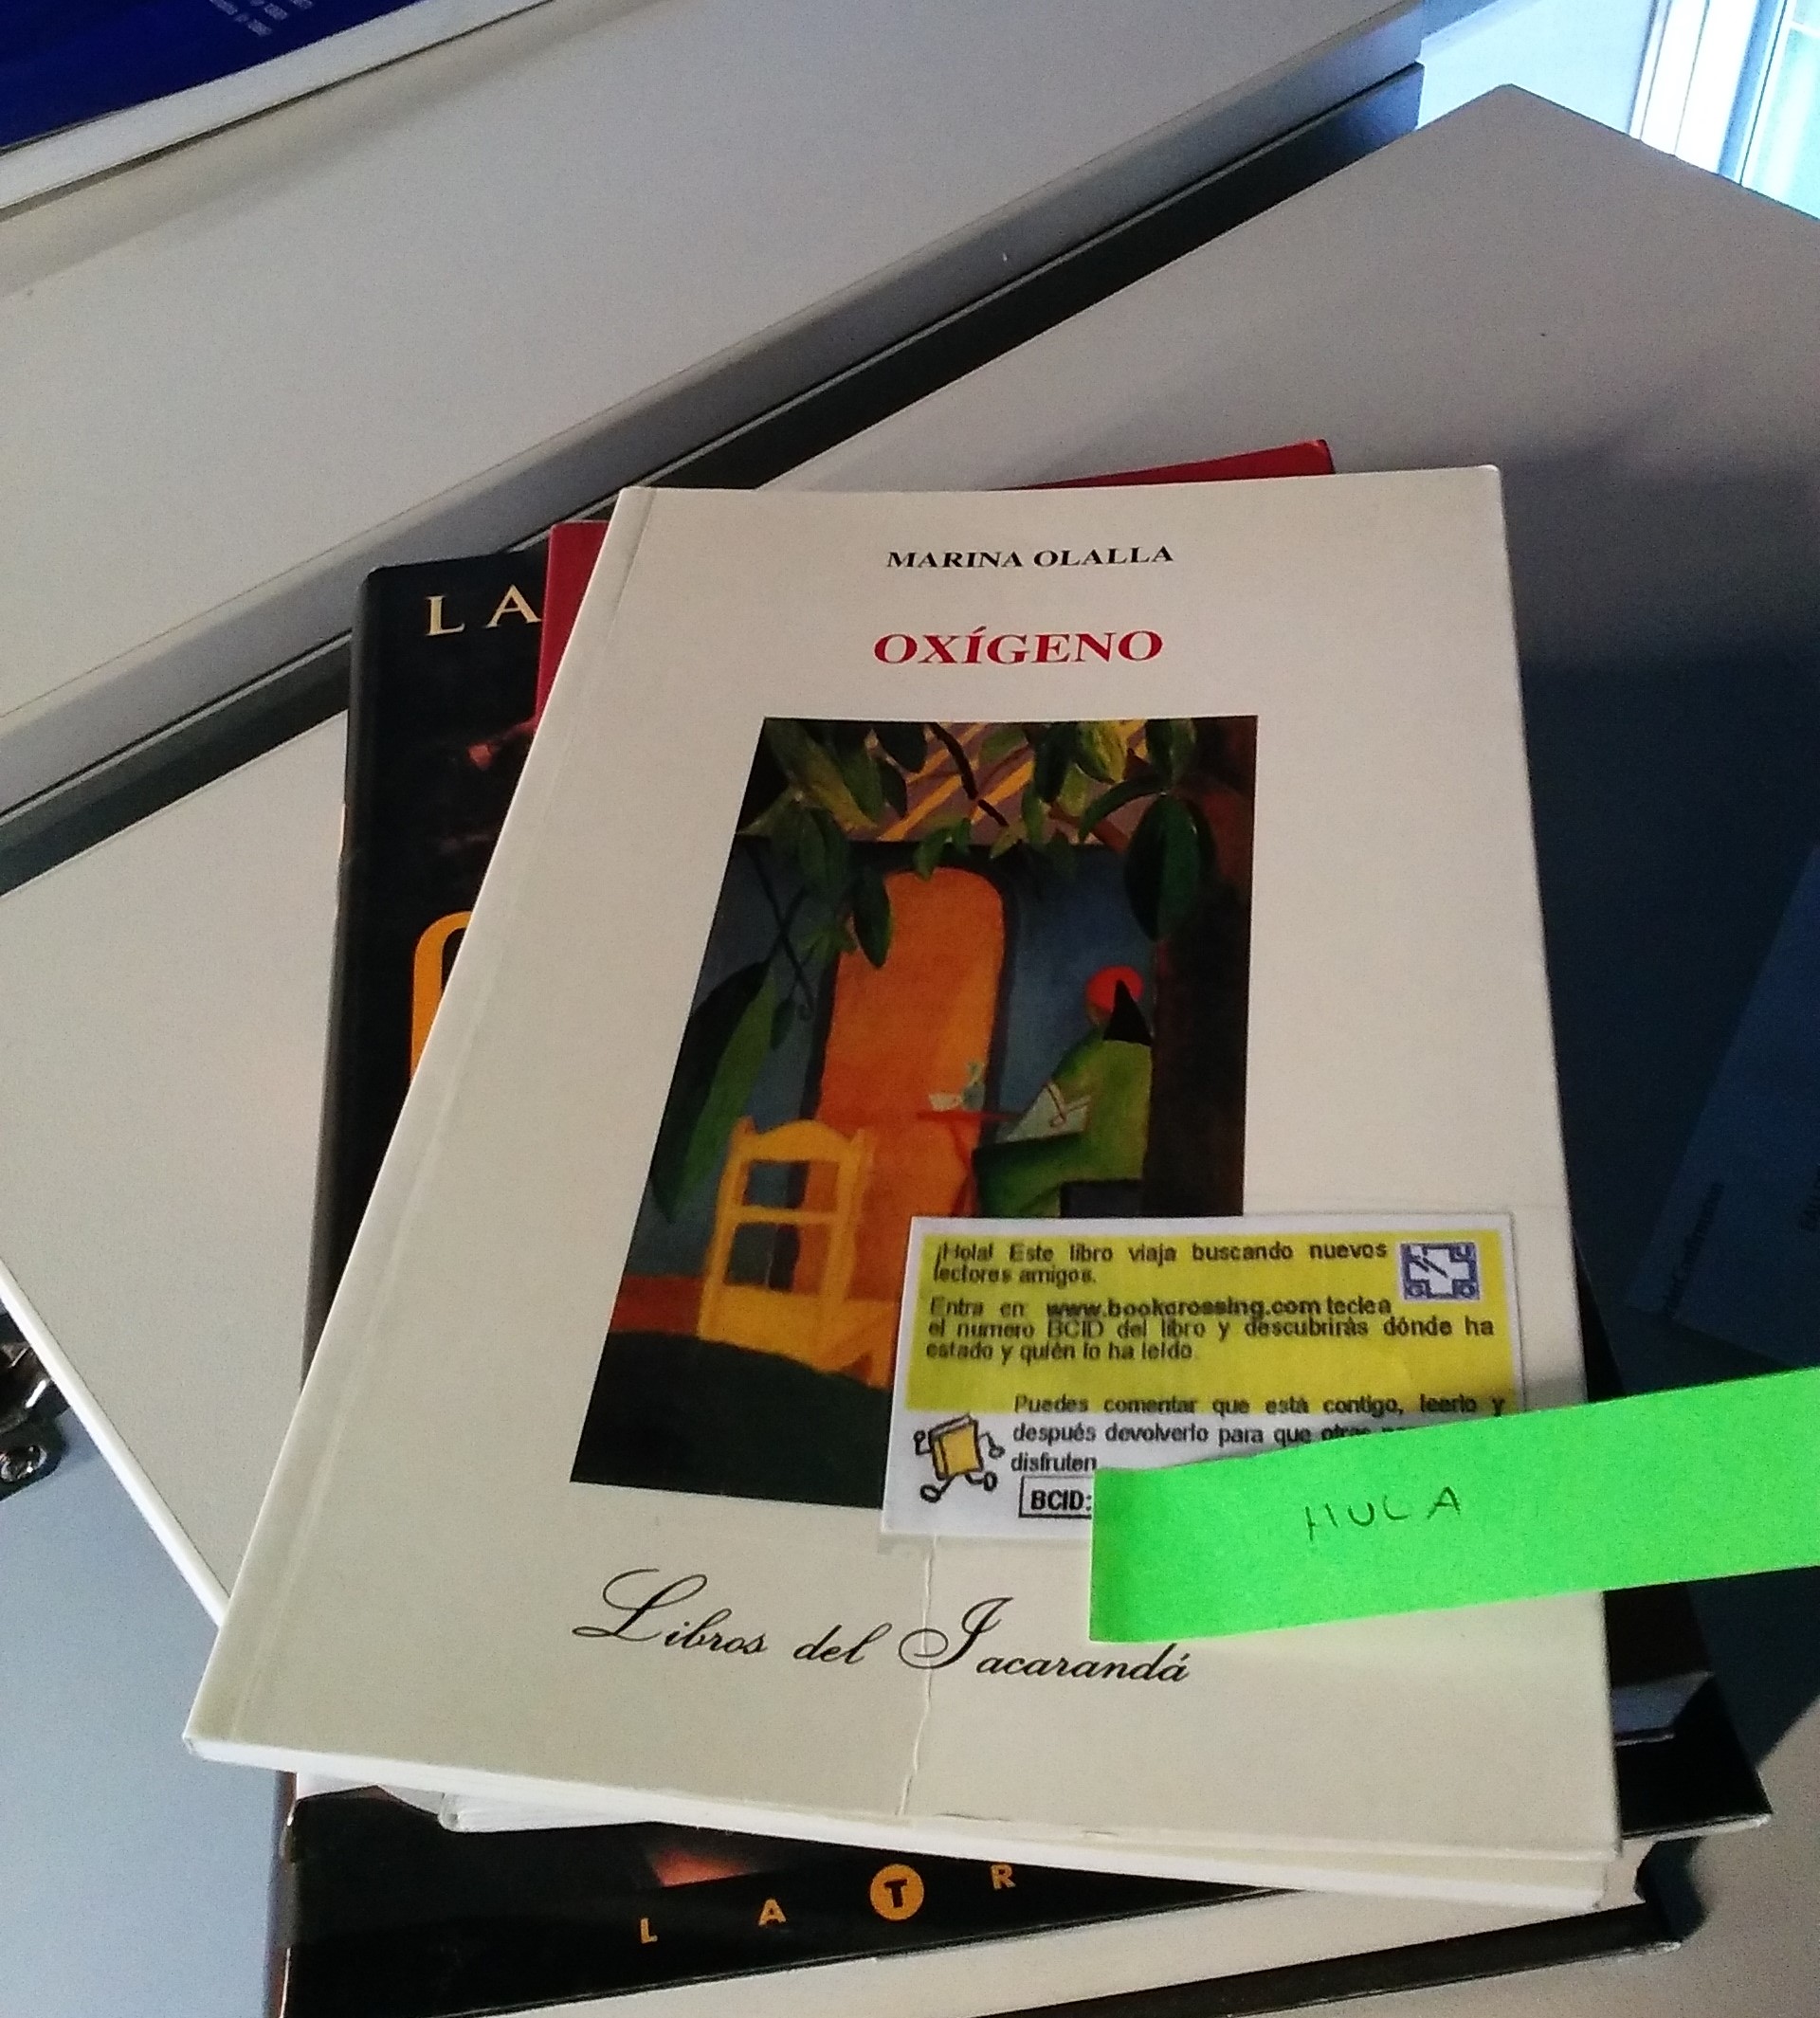 LA
MARINA OLALLA
OXÍGENO
¡Hola! Este libro viaja buscando nuevos
lectores amigos.
Entra en: www.bookcrossing.com teclea
el numero BCID del libro y descubrirás dónde ha
estado y quién lo ha leído.
Puedes comentar que está contigo, leerlo y
después devolverlo para que otras
disfruten
BCID:
HULA
Libros del Jacarandá
L A T R